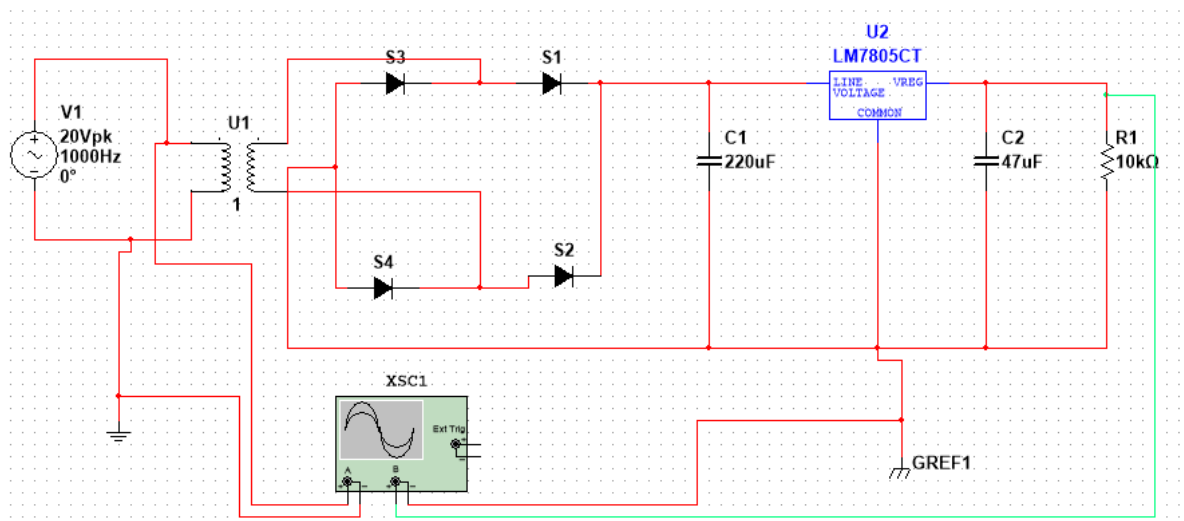 U2
LM7805CT
S3
S1
LINE VREG
VOLTAGE
COMMON
V1
20Vpk
1000Hz
0°
U1
1
C1
220uF
C2
47uF
R1
10kΩ
S2
S4
XSC1
Ext Trig
+
-
A
B
+ - + -
GREF1